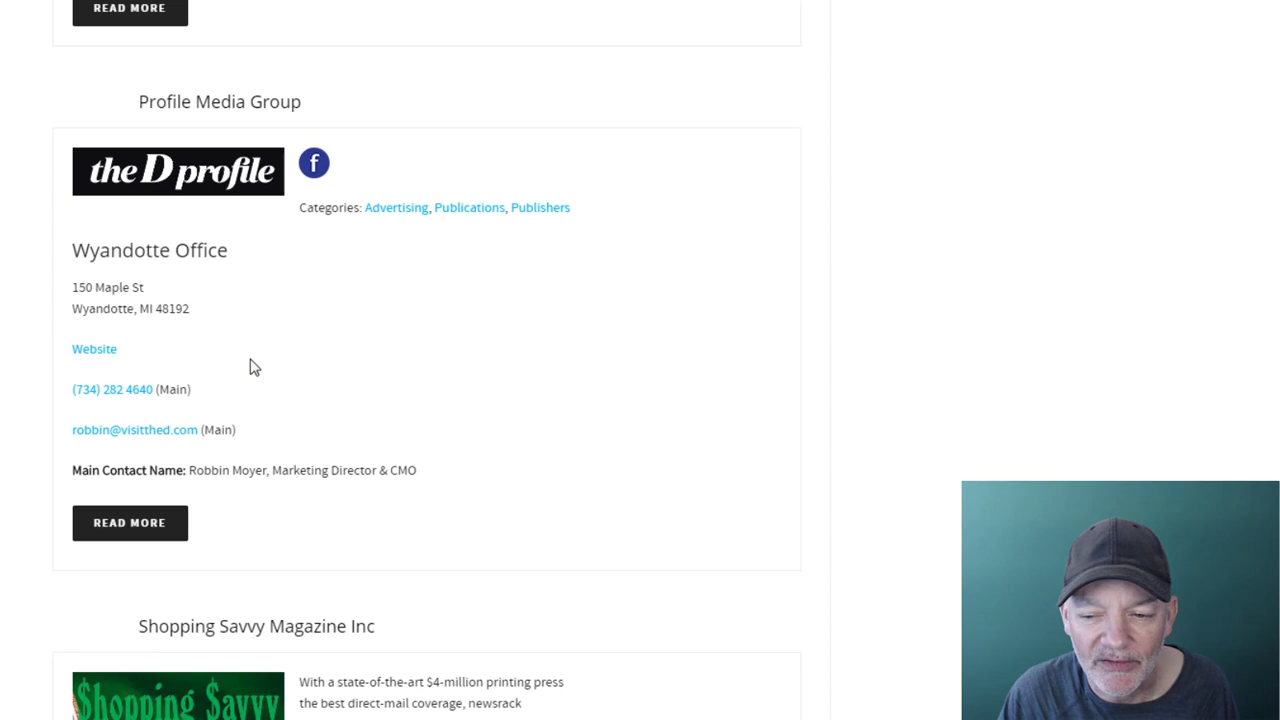 READ MORE
Profile Media Group
the D profile
f
Categories: Advertising, Publications, Publishers
Wyandotte Office
150 Maple St
Wyandotte, MI 48192
Website
(734) 282 4640 (Main)
robbin@visitthed.com (Main)
Main Contact Name: Robbin Moyer, Marketing Director & CMO
READ MORE
Shopping Savvy Magazine Inc
$hopping $avvy
With a state-of-the-art $4-million printing press
the best direct-mail coverage, newsrack